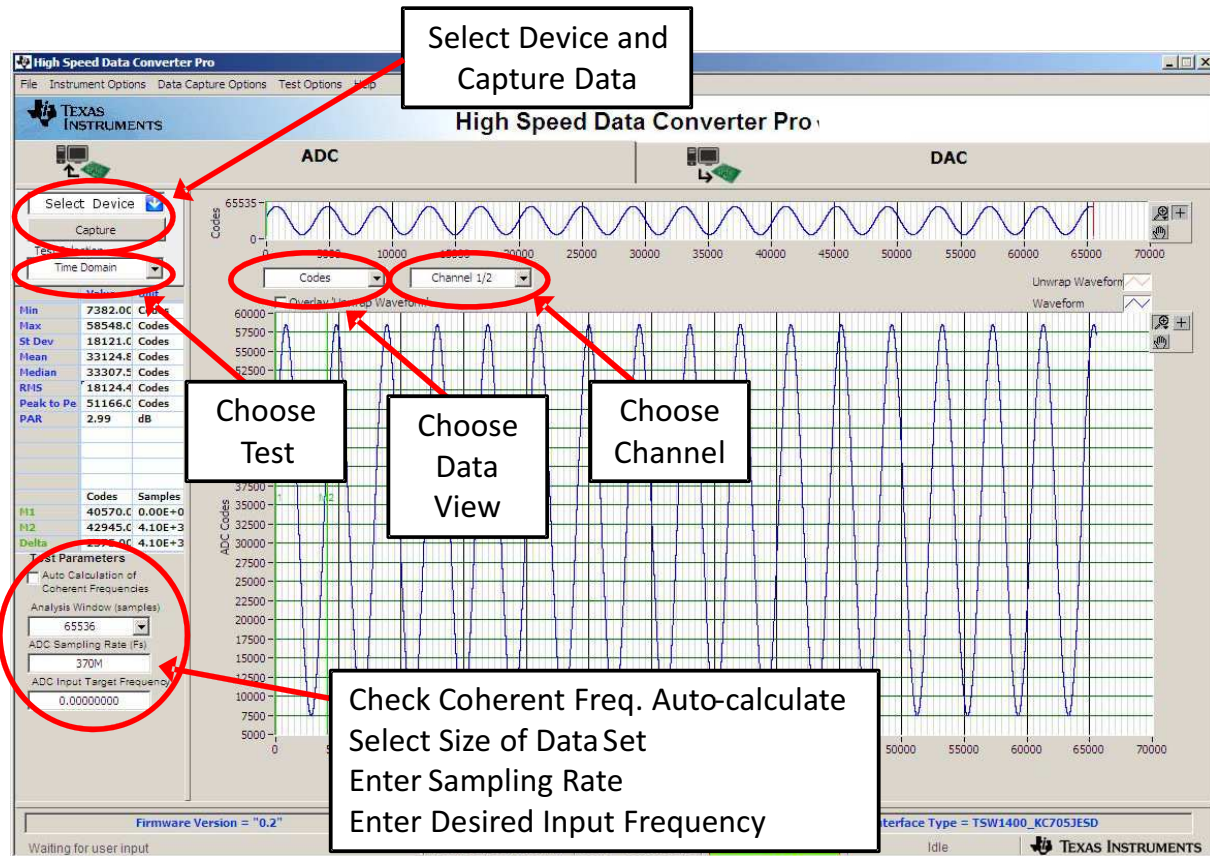 Select Device and
Capture Data
High Speed Data Converter Pro
File Instrument Options Data Capture Options Test Options Help
TEXAS
INSTRUMENTS
High Speed Data Converter Pro
ADC
DAC
Select Device
Capture
Time Domain
Codes
65535
0
0 5000 10000 15000 20000 25000 30000 35000 40000 45000 50000 55000 60000 65000 70000
Codes
Channel 1/2
Unwrap Waveform
Overlay 'Unwrap Waveform'
Waveform
Value Unit
Min 7382.00 Codes
Max 58548.0 Codes
St Dev 18121.0 Codes
Mean 33124.8 Codes
Median 33307.5 Codes
RMS 18124.4 Codes
Peak to Pe 51166.0 Codes
PAR 2.99 dB
Codes Samples
M1 40570.0 0.00E+0
M2 42945.0 4.10E+3
Delta 4.10E+3
60000
57500
55000
52500
Choose
Test
Choose
Data
View
Choose
Channel
37500
35000
32500
30000
27500
25000
22500
20000
17500
15000
12500
10000
7500
5000
ADC Codes
0
50000 55000 60000 65000 70000
Test Parameters
Auto Calculation of
Coherent Frequencies
Analysis Window (samples)
65536
ADC Sampling Rate (Fs)
370M
ADC Input Target Frequency
0.00000000
Check Coherent Freq. Auto-calculate
Select Size of Data Set
Enter Sampling Rate
Enter Desired Input Frequency
Firmware Version = "0.2"
nterface Type = TSW1400_KC705JESD
Waiting for user input
Idle
TEXAS INSTRUMENTS